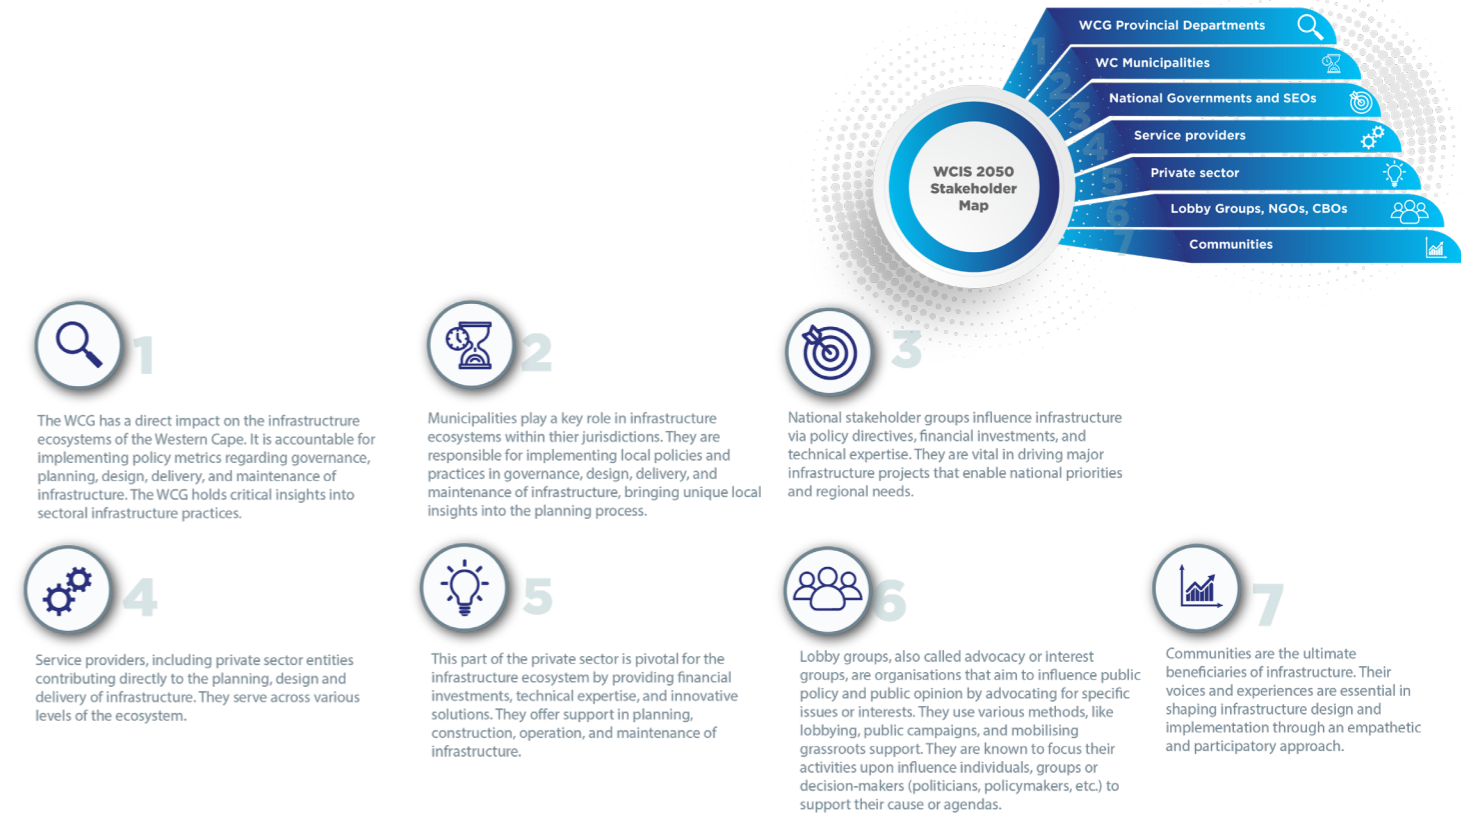 WCG Provincial Departments
1
WC Municipalities
2
National Governments and SEOs
3
Service providers
4
Private sector
5
Lobby Groups, NGOs, CBOs
6
Communities
7
WCIS 2050
Stakeholder
Map
1
The WCG has a direct impact on the infrastructrure
ecosystems of the Western Cape. It is accountable for
implementing policy metrics regarding governance,
planning, design, delivery, and maintenance of
infrastructure. The WCG holds critical insights into
sectoral infrastructure practices.
2
Municipalities play a key role in infrastructure
ecosystems within thier jurisdictions. They are
responsible for implementing local policies and
practices in governance, design, delivery, and
maintenance of infrastructure, bringing unique local
insights into the planning process.
3
National stakeholder groups influence infrastructure
via policy directives, financial investments, and
technical expertise. They are vital in driving major
infrastructure projects that enable national priorities
and regional needs.
4
Service providers, including private sector entities
contributing directly to the planning, design and
delivery of infrastructure. They serve across various
levels of the ecosystem.
5
This part of the private sector is pivotal for the
infrastructure ecosystem by providing financial
investments, technical expertise, and innovative
solutions. They offer support in planning,
construction, operation, and maintenance of
infrastructure.
6
Lobby groups, also called advocacy or interest
groups, are organisations that aim to influence public
policy and public opinion by advocating for specific
issues or interests. They use various methods, like
lobbying, public campaigns, and mobilising
grassroots support. They are known to focus their
activities upon influence individuals, groups or
decision-makers (politicians, policymakers, etc.) to
support their cause or agendas.
7
Communities are the ultimate
beneficiaries of infrastructure. Their
voices and experiences are essential in
shaping infrastructure design and
implementation through an empathetic
and participatory approach.